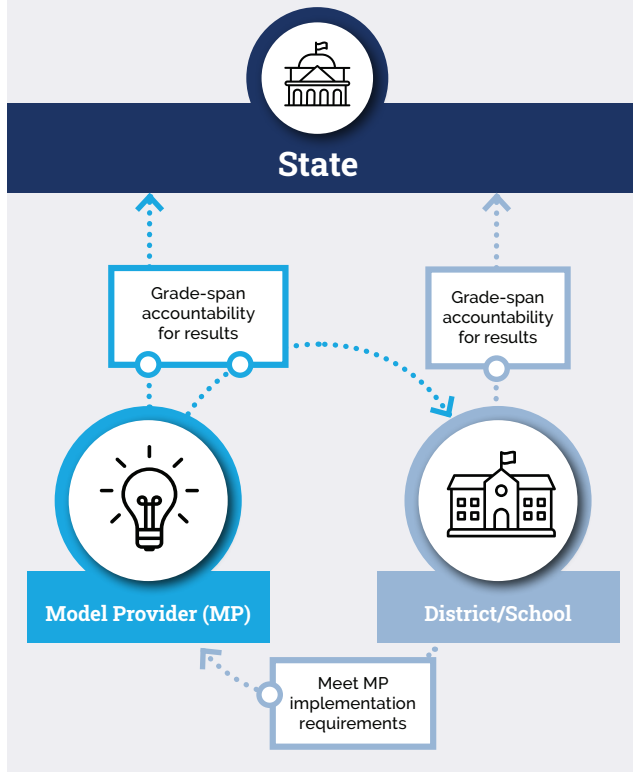 State
Grade-span
accountability
for results
Grade-span
accountability
for results
Model Provider (MP)
District/School
Meet MP
implementation
requirements